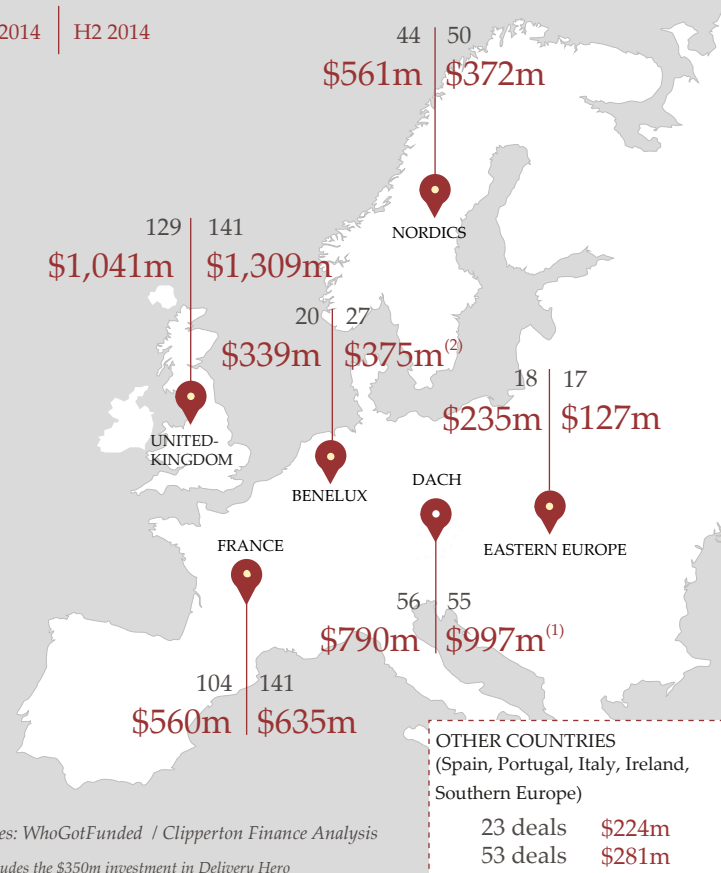 2014 | H2 2014
44 50
$561m $372m
NORDICS
129 141
$1,041m $1,309m
20 27
$339m $375m(2)
18 17
$235m $127m
UNITED-
KINGDOM
DACH
BENELUX
FRANCE
EASTERN EUROPE
56 55
$790m $997m(1)
104 141
$560m $635m
OTHER COUNTRIES
(Spain, Portugal, Italy, Ireland,
Southern Europe)
23 deals $224m
53 deals $281m
es: WhoGotFunded / Clipperton Finance Analysis
udes the $350m investment in Delivery Hero